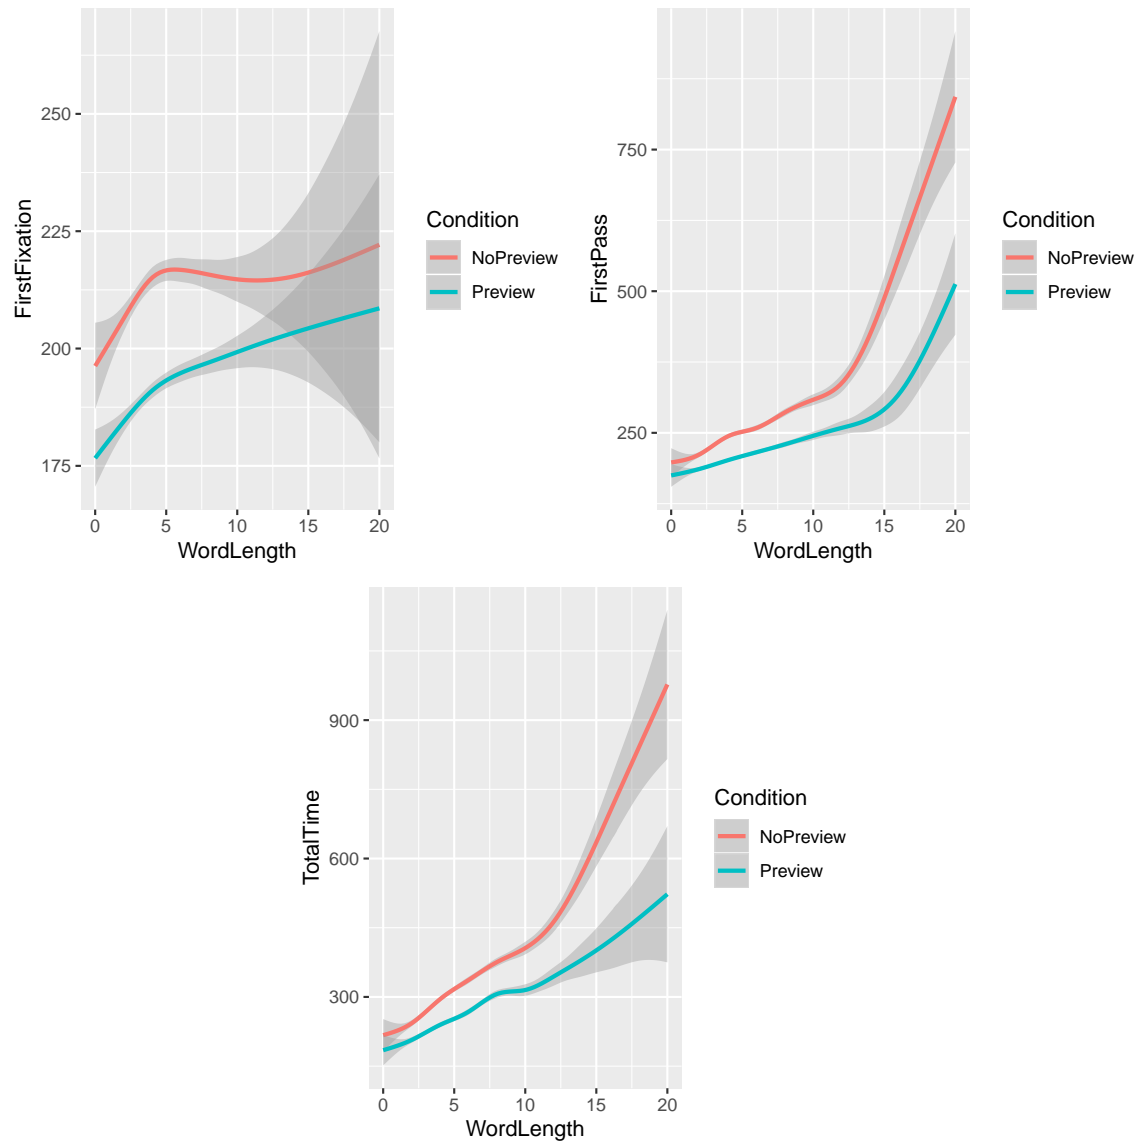 FirstFixation
250
225
200
175
0 5 10 15 20
WordLength
Condition
NoPreview
Preview
FirstPass
750
500
250
0 5 10 15 20
WordLength
Condition
NoPreview
Preview
TotalTime
900
600
300
0 5 10 15 20
WordLength
Condition
NoPreview
Preview